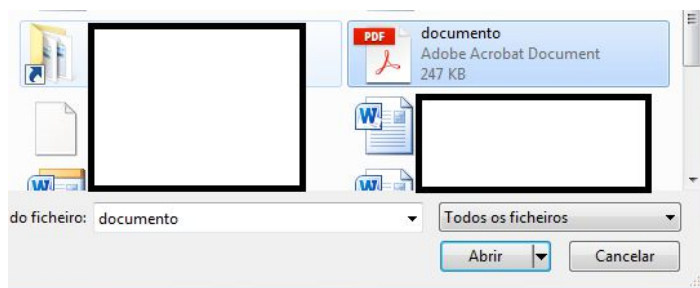 PDF
documento
Adobe Acrobat Document
247 KB
W
W
W
do ficheiro: documento
Todos os ficheiros
Abrir
Cancelar